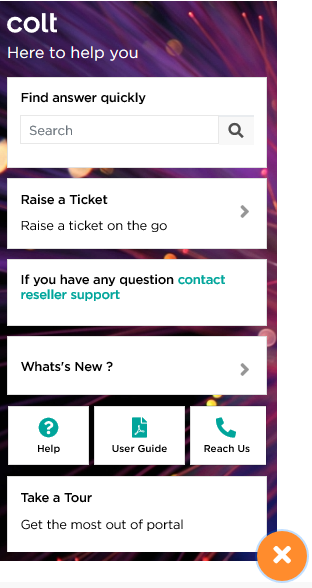 colt
Here to help you
Find answer quickly
Search
Raise a Ticket
Raise a ticket on the go
If you have any question contact
reseller support
Whats's New ?
Help
User Guide
Reach Us
Take a Tour
Get the most out of portal